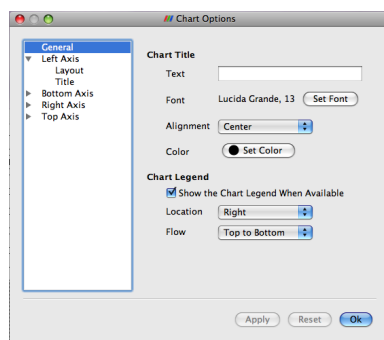 Chart Options
General
Left Axis
Layout
Title
Bottom Axis
Right Axis
Top Axis
Chart Title
Text
Font Lucida Grande, 13 Set Font
Alignment Center
Color Set Color
Chart Legend
Show the Chart Legend When Available
Location Right
Flow Top to Bottom
Apply Reset Ok